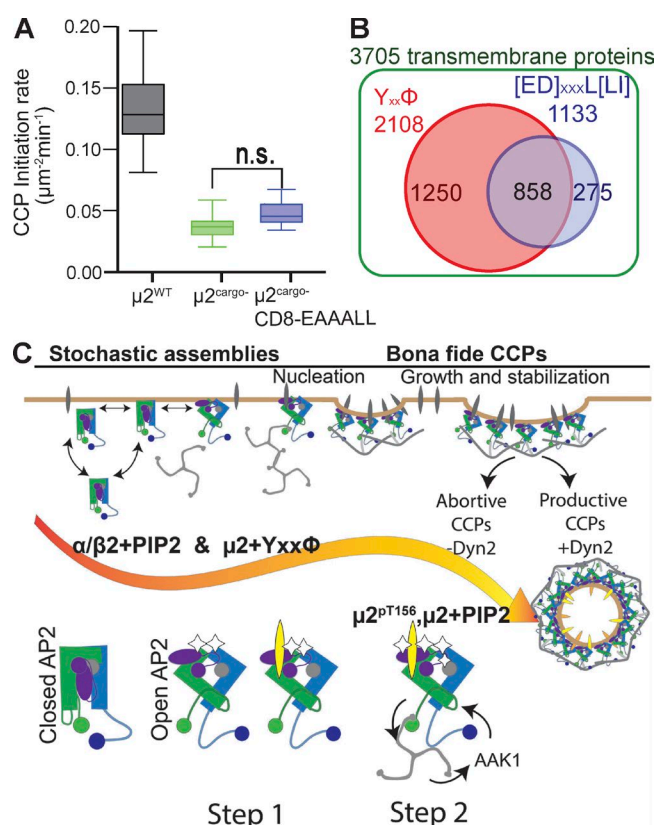 A
CCP Initiation rate
(μm⁻²min⁻¹)
0.20
0.15
0.10
0.05
0.00
n.s.
μ2ᵂᵀ
μ2ᶜᵃʳᵍᵒ⁻
μ2ᶜᵃʳᵍᵒ⁻
CD8-EAAALL
B
3705 transmembrane proteins
YxxΦ
2108
[ED]xxxL[LI]
1133
1250
858
275
C
Stochastic assemblies
Bona fide CCPs
Nucleation
Growth and stabilization
Abortive
CCPs
-Dyn2
Productive
CCPs
+Dyn2
α/β2+PIP2 & μ2+YxxΦ
μ2ᵖᵀ¹⁵⁶,μ2+PIP2
Closed AP2
Open AP2
AAK1
Step 1
Step 2